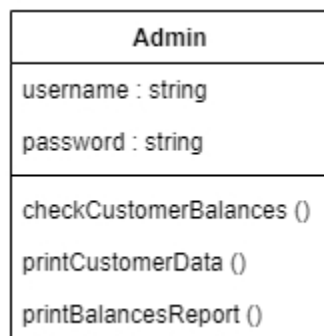 Admin
username : string
password : string
checkCustomerBalances ()
printCustomerData ()
printBalancesReport ()